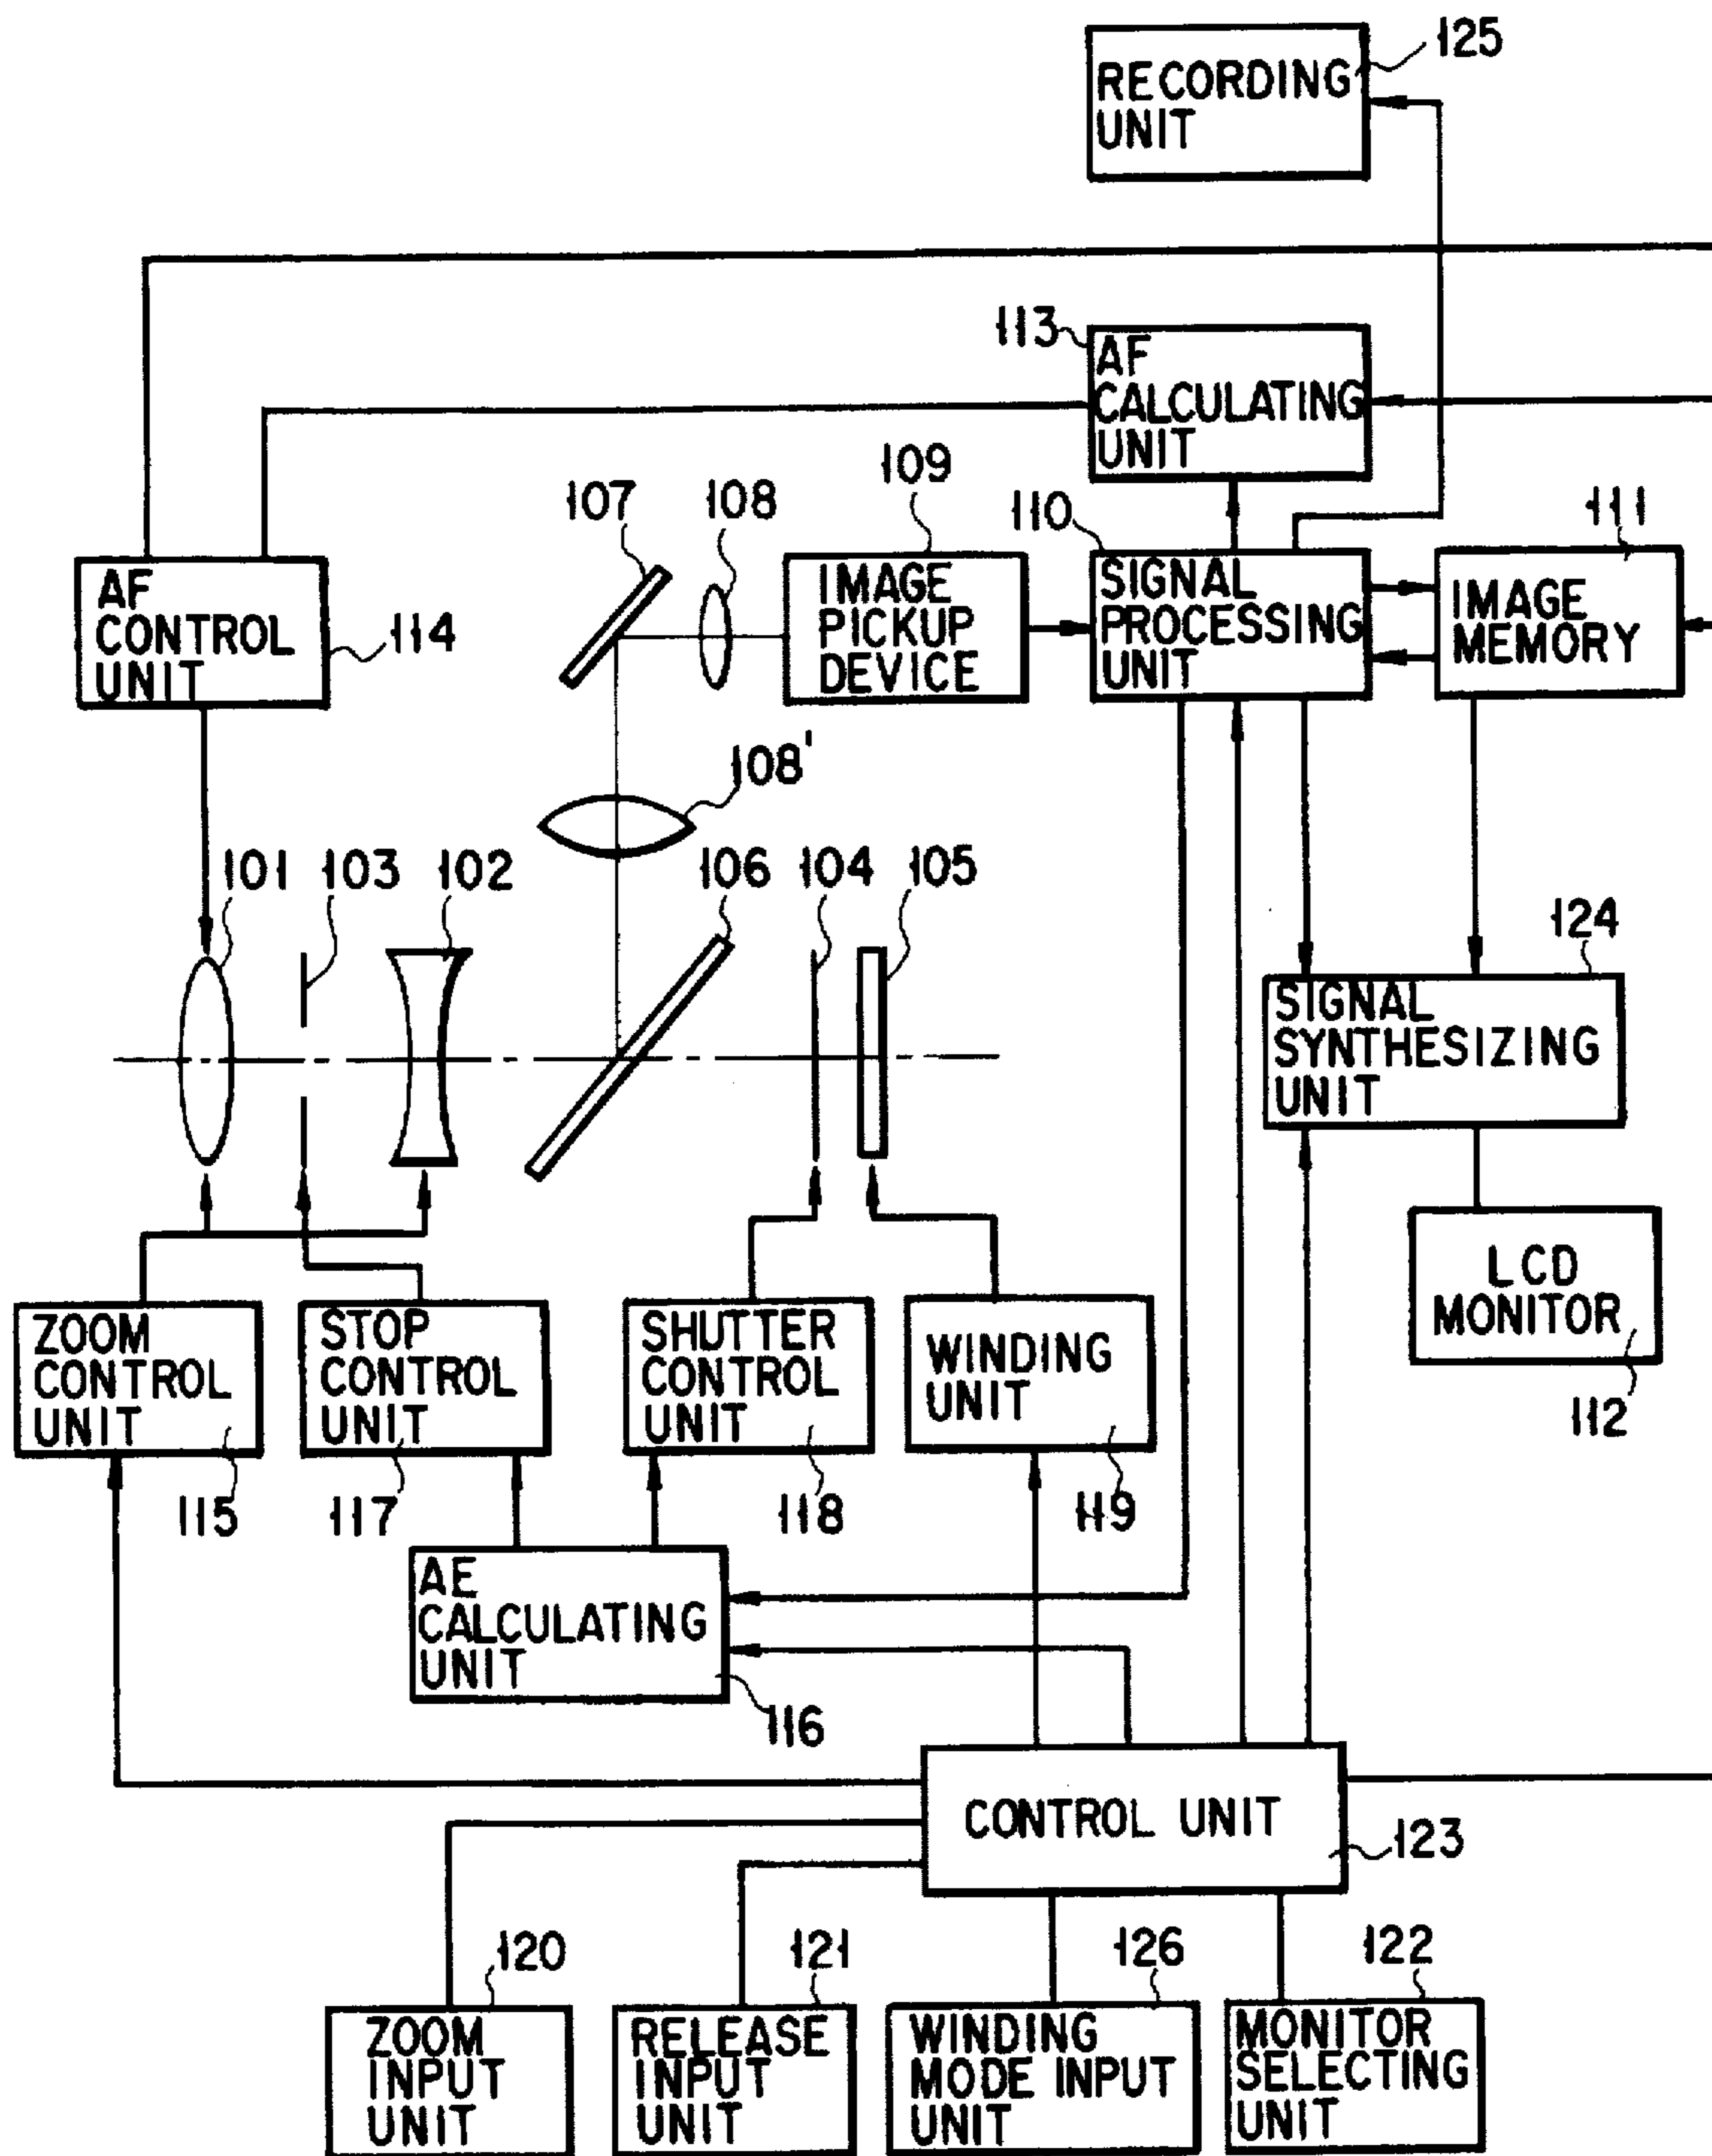 125
RECORDING
UNIT
113
AF
CALCULATING
UNIT
107
108
109
110
111
AF
CONTROL
UNIT
114
IMAGE
PICKUP
DEVICE
SIGNAL
PROCESSING
UNIT
IMAGE
MEMORY
108'
101
103
102
106
104
105
124
SIGNAL
SYNTHESIZING
UNIT
LCD
MONITOR
112
ZOOM
CONTROL
UNIT
115
STOP
CONTROL
UNIT
117
SHUTTER
CONTROL
UNIT
118
WINDING
UNIT
119
AE
CALCULATING
UNIT
116
CONTROL UNIT
123
120
121
126
122
ZOOM
INPUT
UNIT
RELEASE
INPUT
UNIT
WINDING
MODE INPUT
UNIT
MONITOR
SELECTING
UNIT